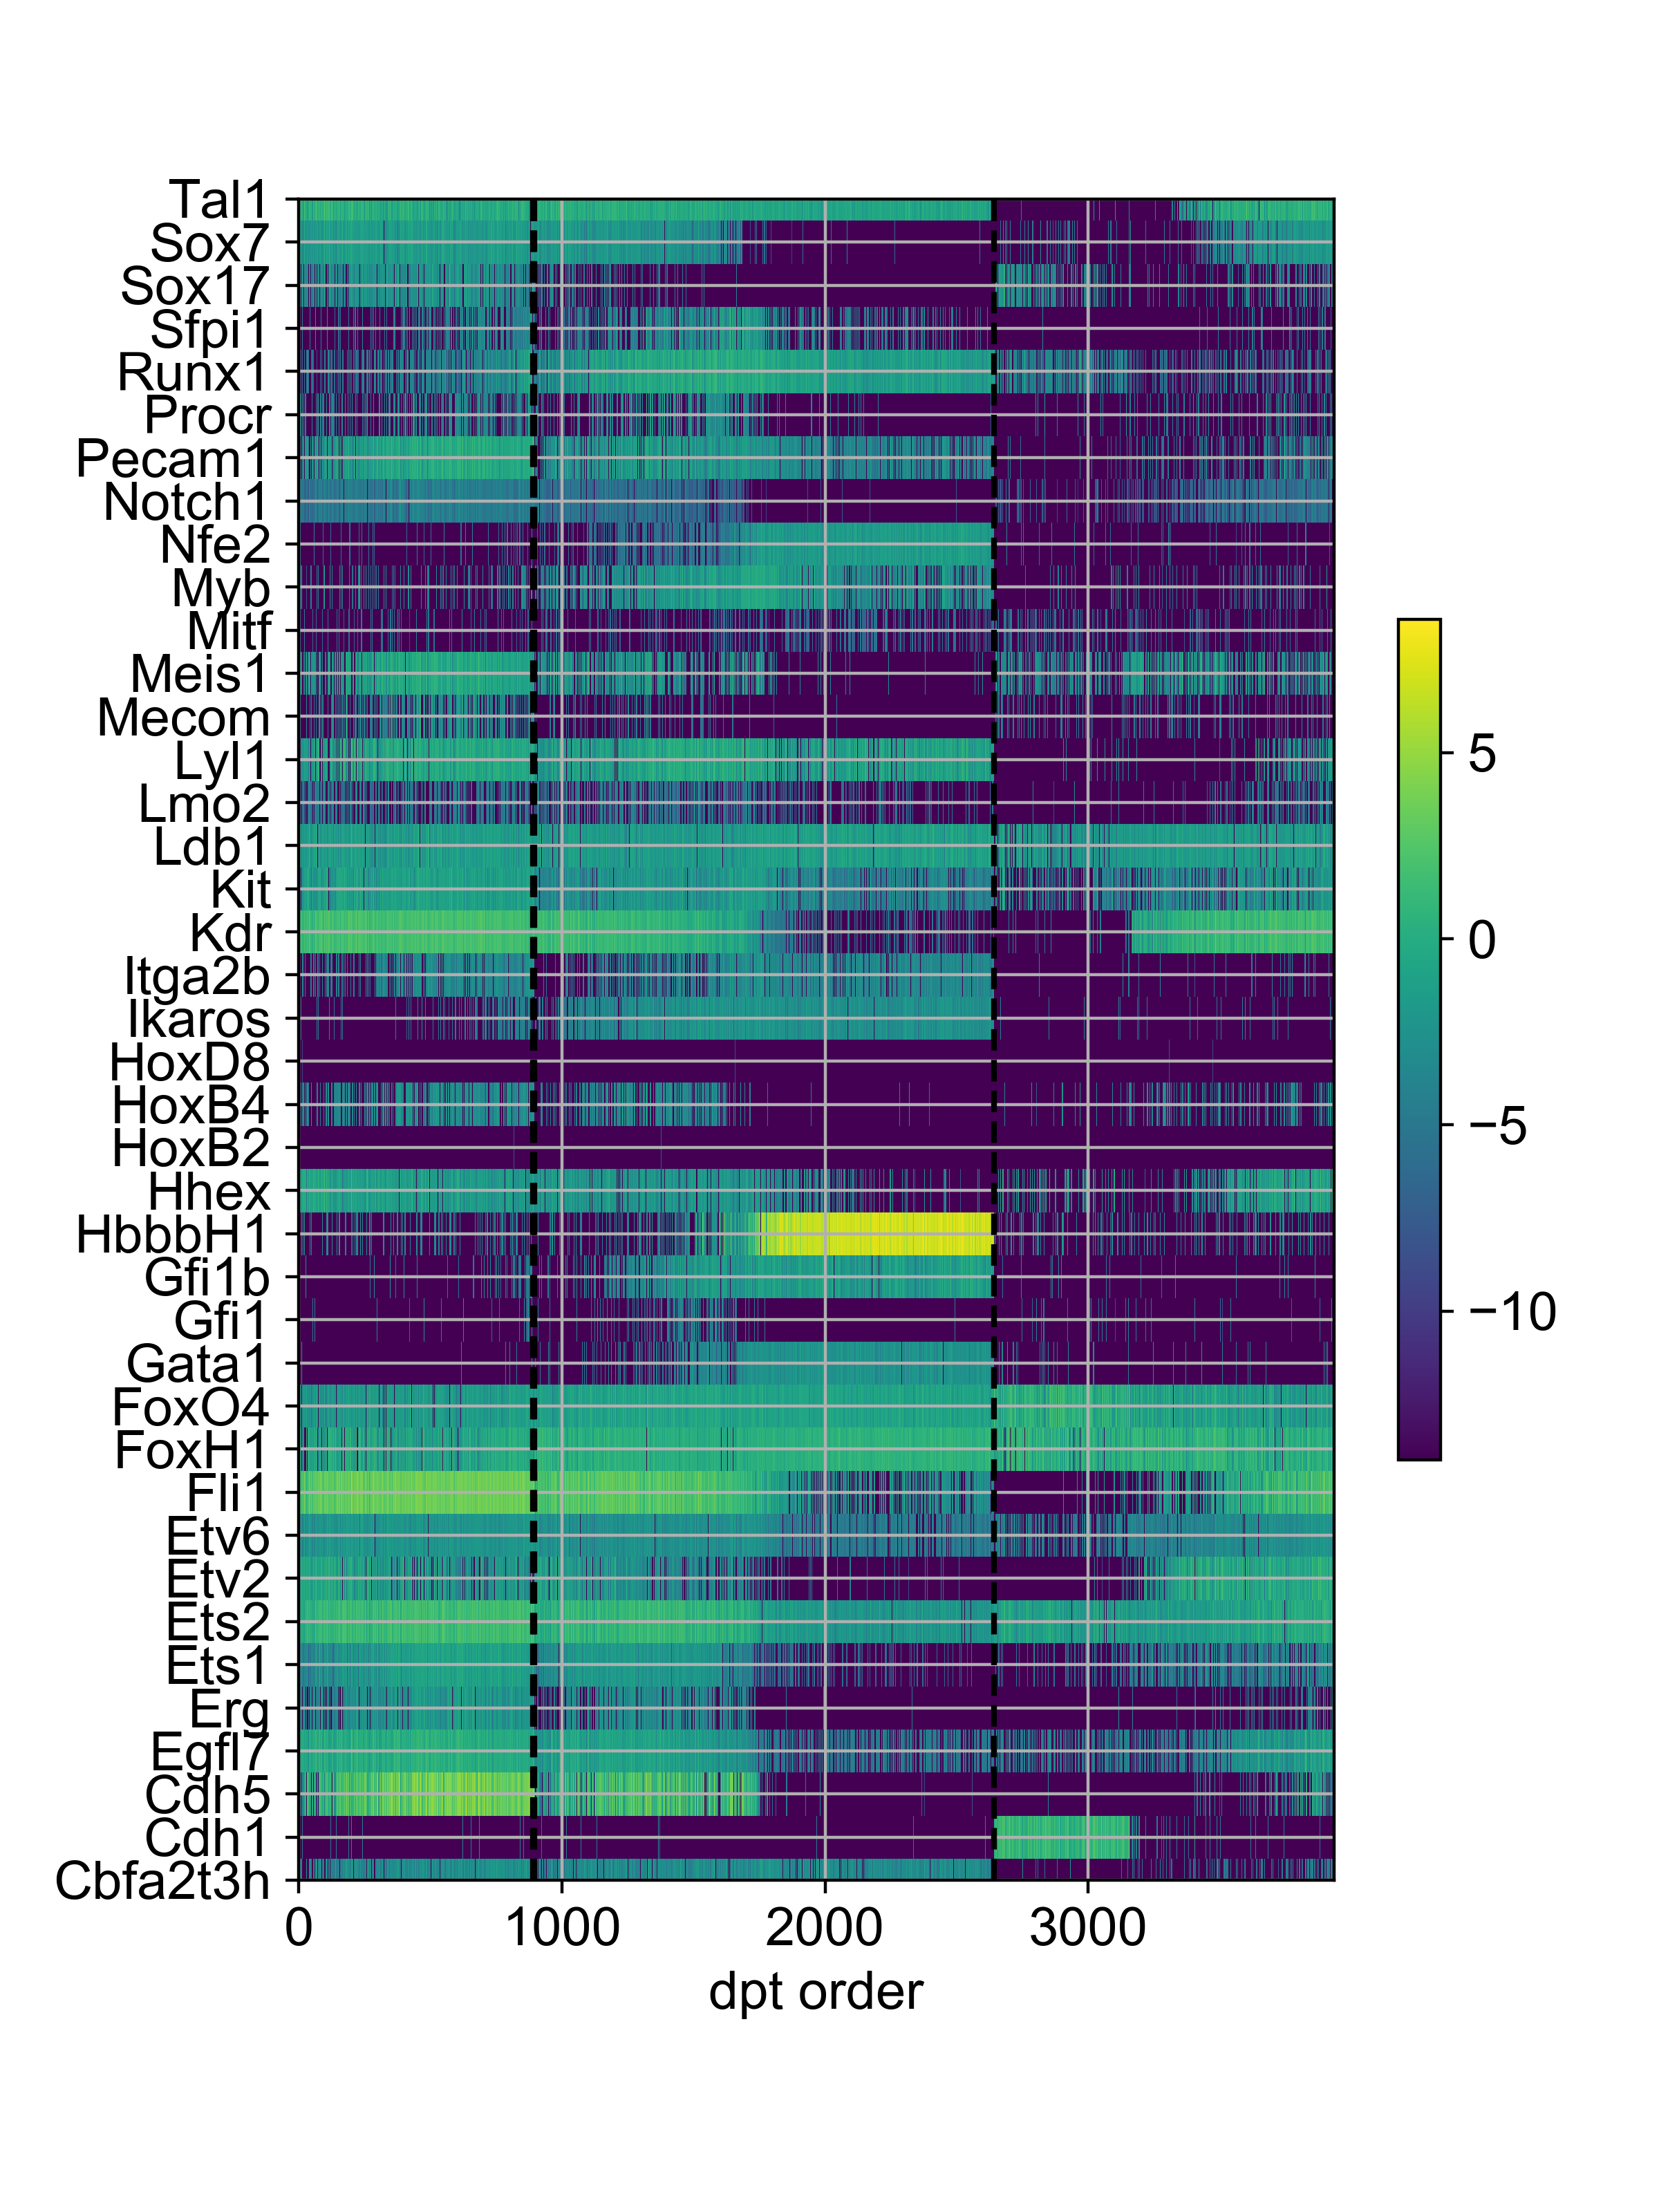 Tal1
Sox7
Sox17
Sfpi1
Runx1
Procr
Pecam1
Notch1
Nfe2
Myb
Mitf
Meis1
Mecom
Lyl1
Lmo2
Ldb1
Kit
Kdr
Itga2b
Ikaros
HoxD8
HoxB4
HoxB2
Hhex
HbbbH1
Gfi1b
Gfi1
Gata1
FoxO4
FoxH1
Fli1
Etv6
Etv2
Ets2
Ets1
Erg
Egfl7
Cdh5
Cdh1
Cbfa2t3h
0 1000 2000 3000
dpt order
5
0
−5
−10